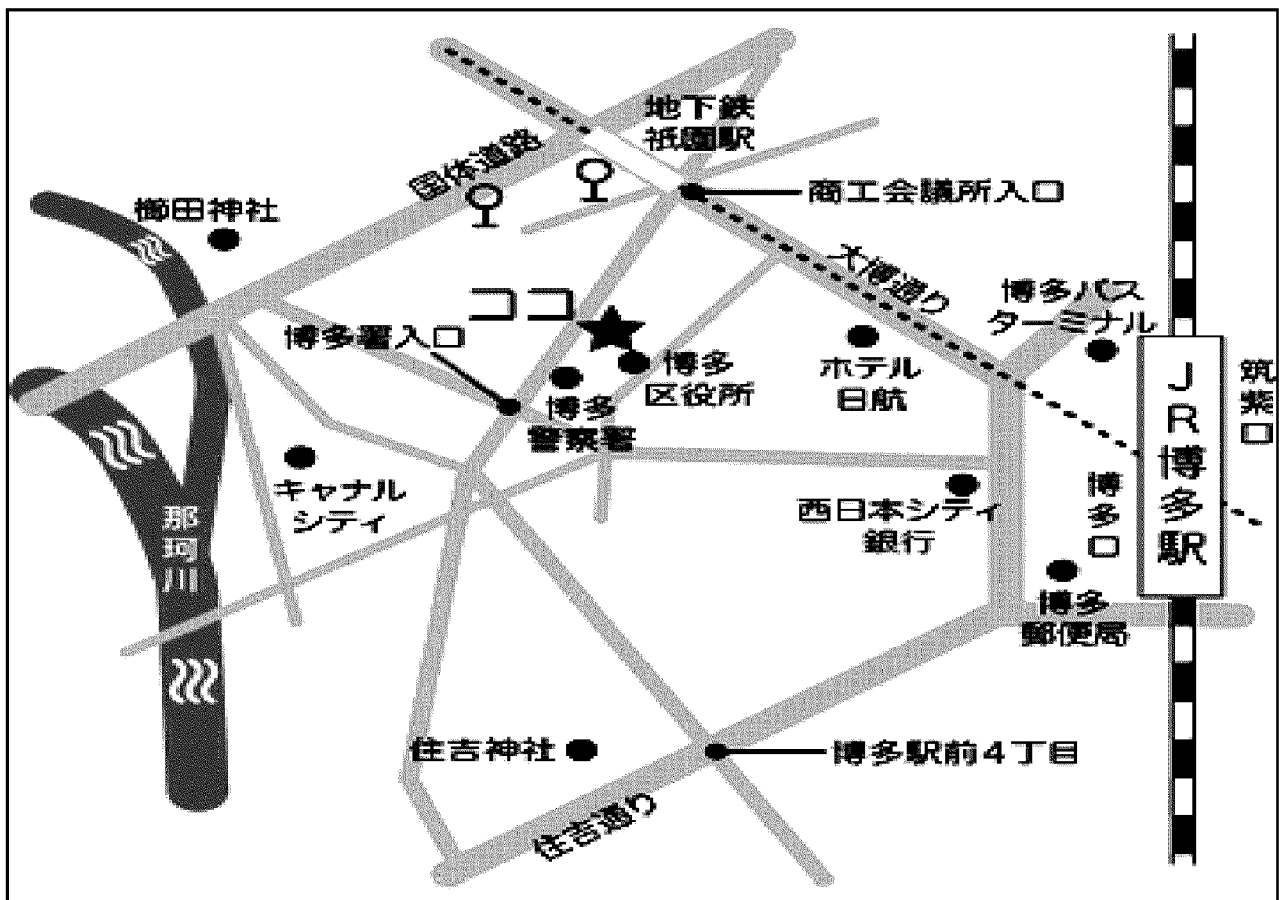 地下鉄
祇園駅
国体道路
商工会議所入口
櫛田神社
大博通り
博多バス
ターミナル
ココ
博多署入口
博多
区役所
ホテル
日航
博多
警察署
JR博多駅
筑紫口
キャナル
シティ
西日本シティ
銀行
博多口
那珂川
博多
郵便局
住吉神社
博多駅前4丁目
住吉通り